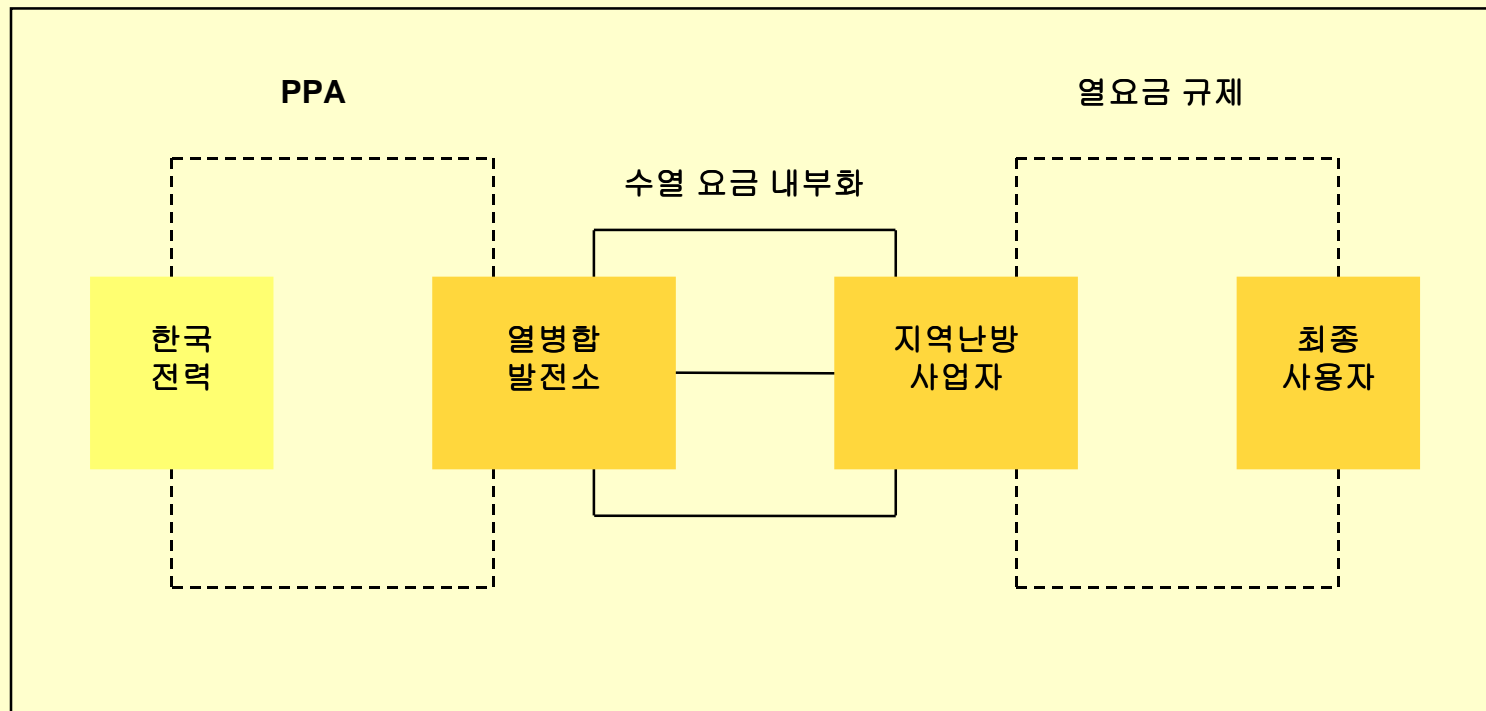 PPA
열요금 규제
수열 요금 내부화
한국
전력
열병합
발전소
지역난방
사업자
최종
사용자